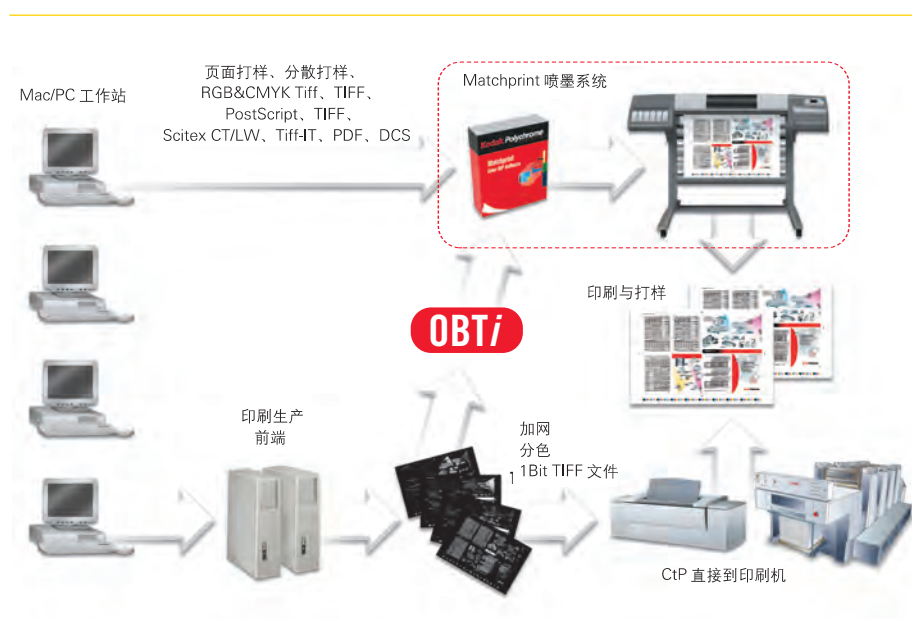 Mac/PC 工作站
页面打样、分散打样、
RGB&CMYK Tiff、TIFF、
PostScript、TIFF、
Scitex CT/LW、Tiff-IT、PDF、DCS
Matchprint 喷墨系统
Kodak Polychrome
Matchprint
印刷与打样
OBTi
印刷生产
前端
加网
分色
1Bit TIFF 文件
CtP 直接到印刷机